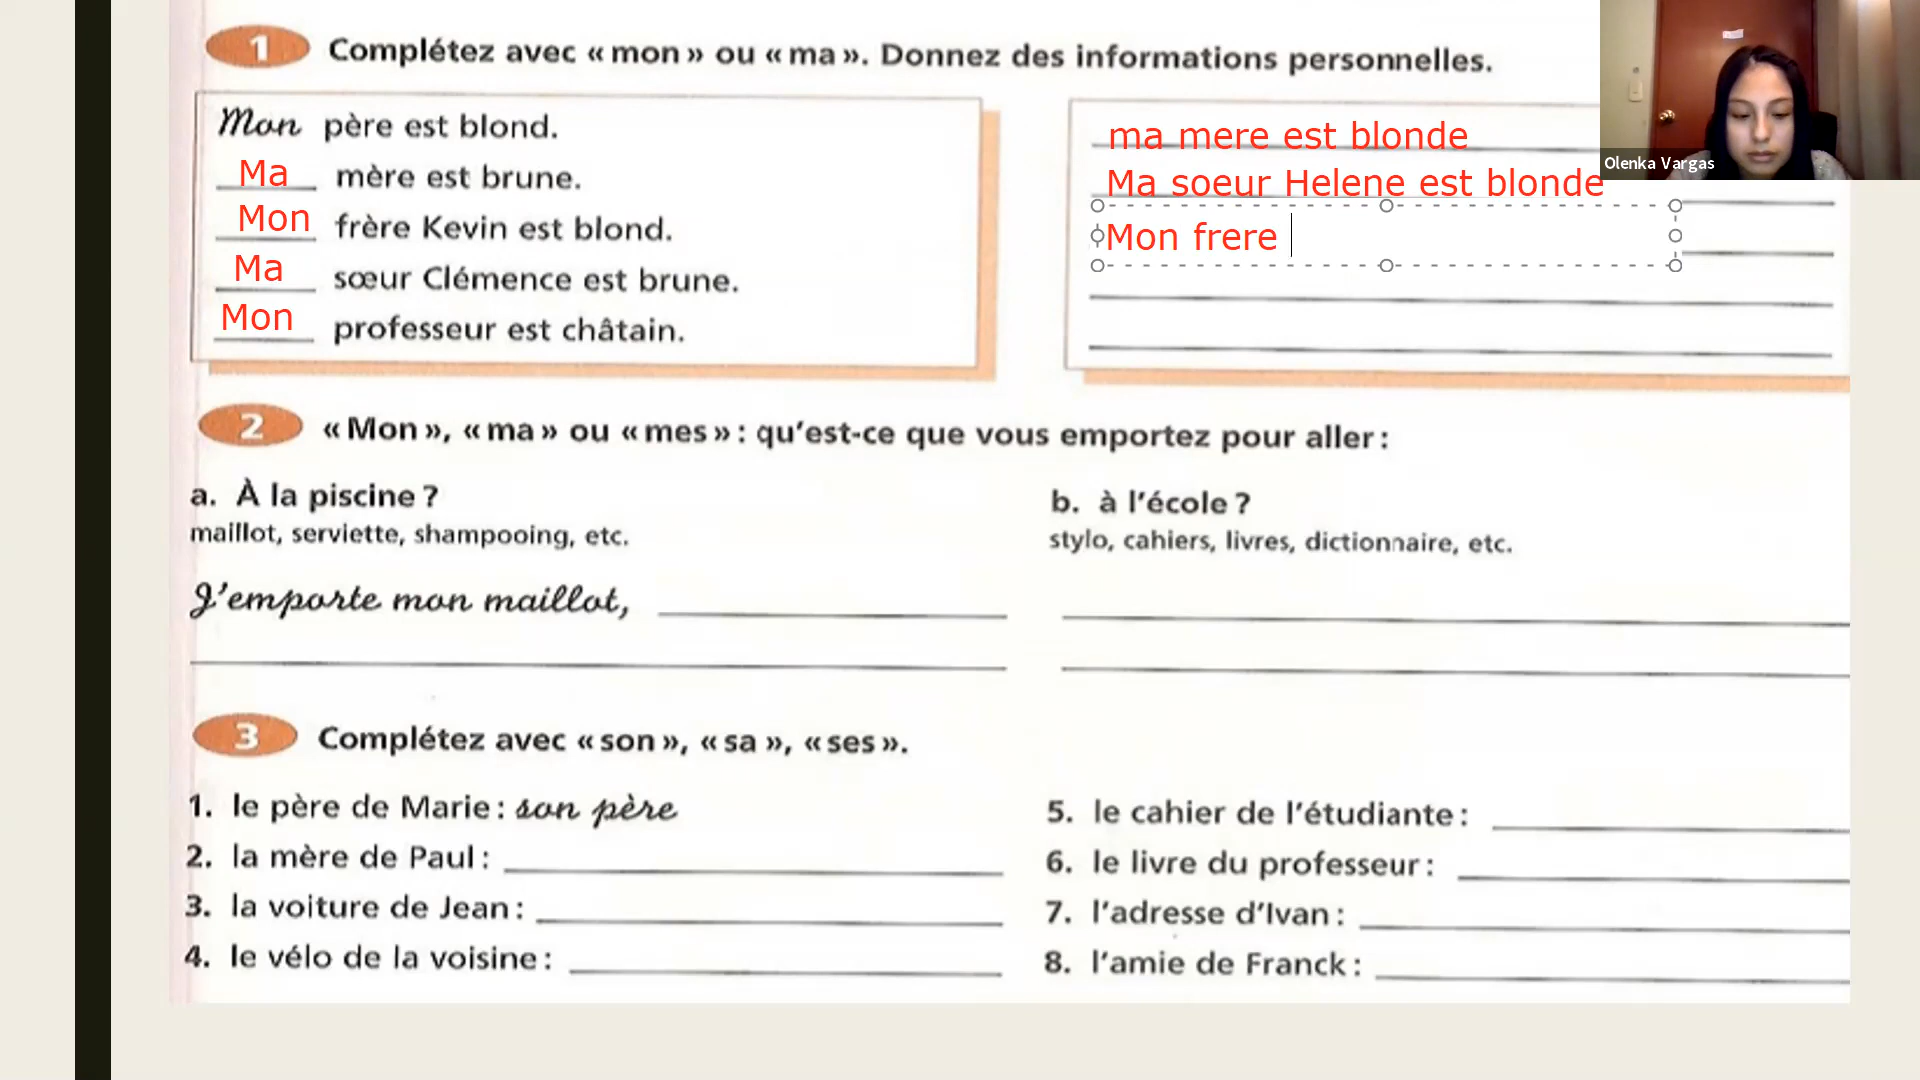 1 Complétez avec « mon » ou « ma ». Donnez des informations personnelles.
Mon père est blond.
Ma mère est brune.
Mon frère Kevin est blond.
Ma sœur Clémence est brune.
Mon professeur est châtain.
ma mere est blonde
Ma soeur Helene est blonde
Mon frere
Olenka Vargas
2 « Mon », « ma » ou « mes » : qu’est-ce que vous emportez pour aller :
a. À la piscine ?
maillot, serviette, shampooing, etc.
J’emporte mon maillot,
b. à l’école ?
stylo, cahiers, livres, dictionnaire, etc.
3 Complétez avec « son », « sa », « ses ».
1. le père de Marie : son père
2. la mère de Paul :
3. la voiture de Jean :
4. le vélo de la voisine :
5. le cahier de l’étudiante :
6. le livre du professeur :
7. l’adresse d’Ivan :
8. l’amie de Franck :